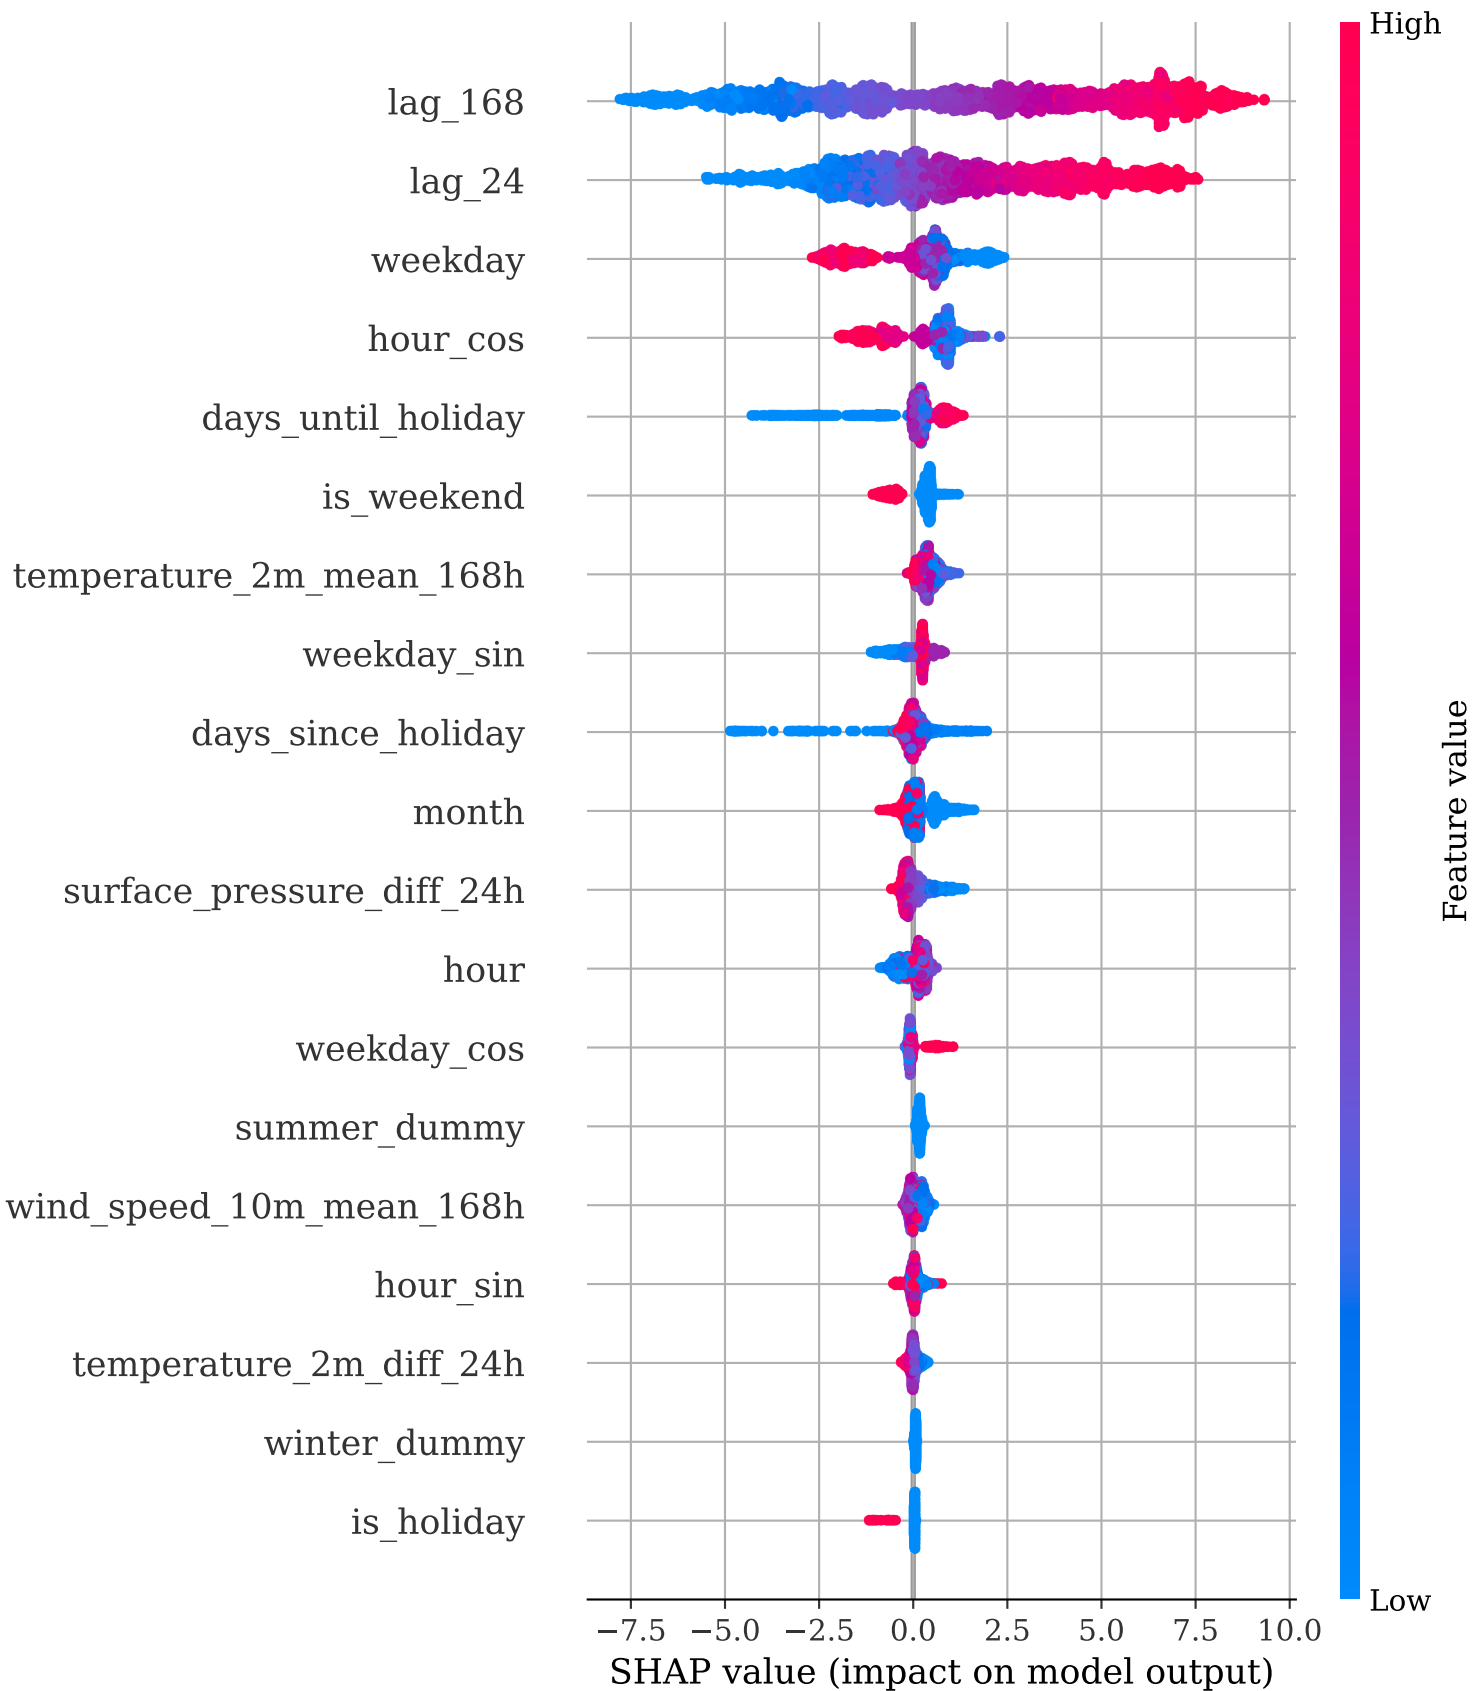 High
lag_168
lag_24
weekday
hour_cos
days_until_holiday
is_weekend
temperature_2m_mean_168h
weekday_sin
days_since_holiday
month
surface_pressure_diff_24h
hour
weekday_cos
summer_dummy
wind_speed_10m_mean_168h
hour_sin
temperature_2m_diff_24h
winter_dummy
is_holiday
Feature value
Low
−7.5 −5.0 −2.5 0.0 2.5 5.0 7.5 10.0
SHAP value (impact on model output)